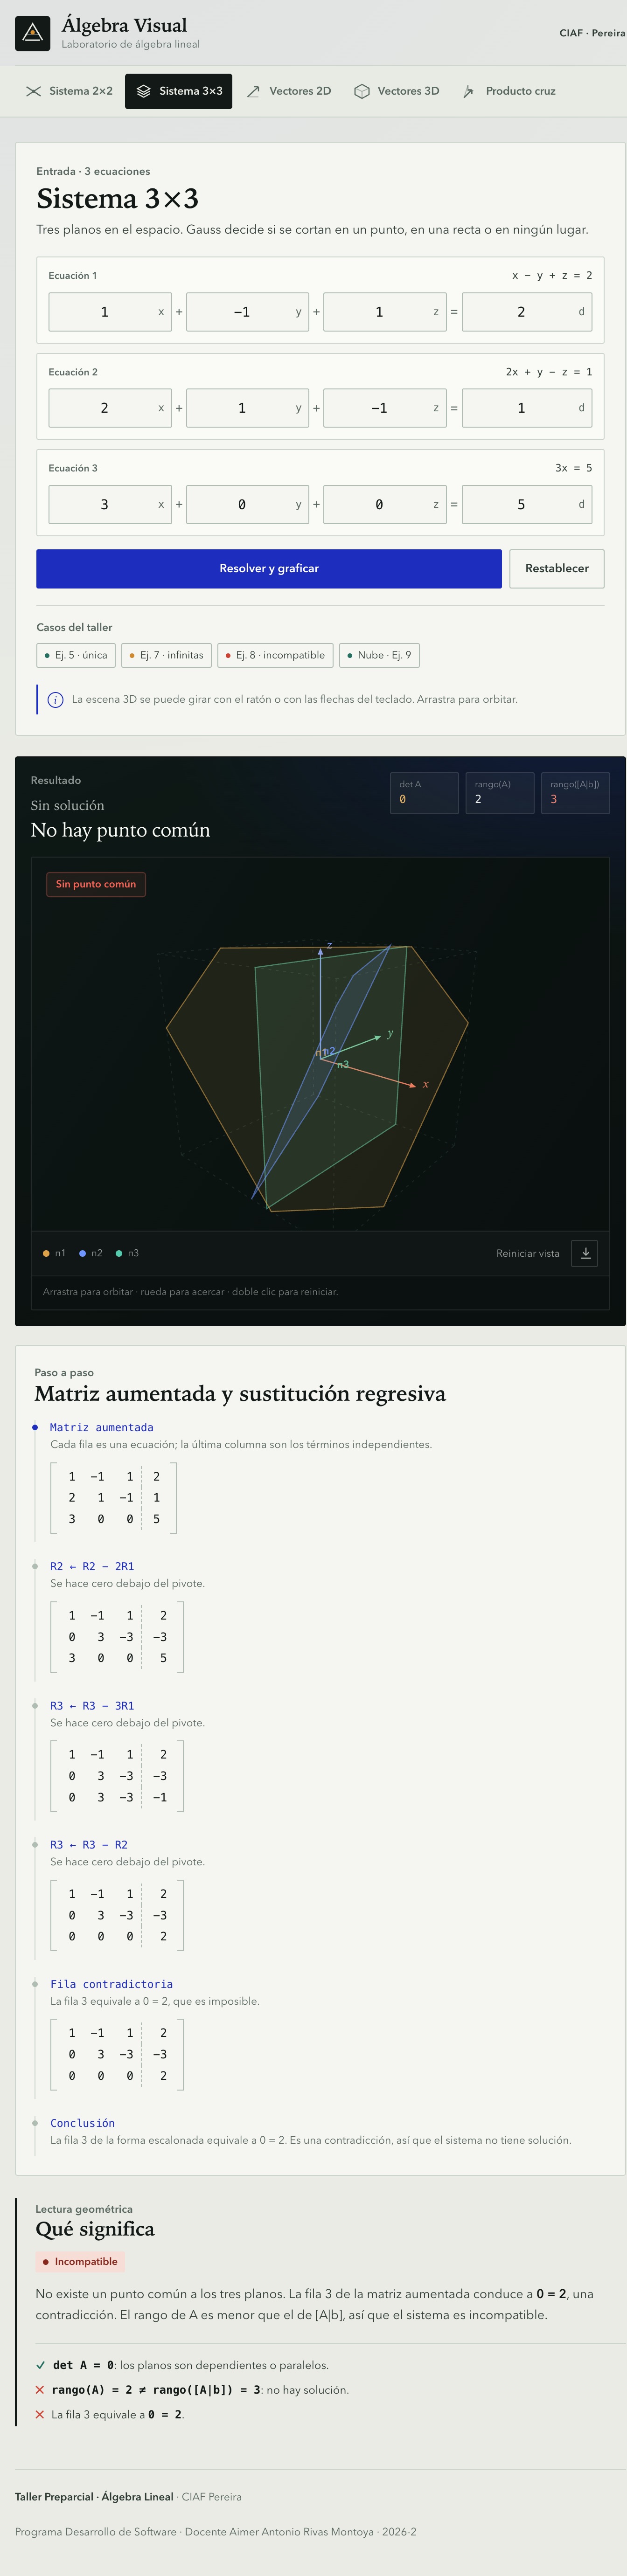 Álgebra Visual
Laboratorio de álgebra lineal
CIAF · Pereira
Sistema 2×2
Sistema 3×3
Vectores 2D
Vectores 3D
Producto cruz
Entrada · 3 ecuaciones
Sistema 3×3
Tres planos en el espacio. Gauss decide si se cortan en un punto, en una recta o en ningún lugar.
Ecuación 1
x − y + z = 2
1 x + −1 y + 1 z = 2 d
Ecuación 2
2x + y − z = 1
2 x + 1 y + −1 z = 1 d
Ecuación 3
3x = 5
3 x + 0 y + 0 z = 5 d
Resolver y graficar
Restablecer
Casos del taller
Ej. 5 · única
Ej. 7 · infinitas
Ej. 8 · incompatible
Nube · Ej. 9
i La escena 3D se puede girar con el ratón o con las flechas del teclado. Arrastra para orbitar.
Resultado
Sin solución
No hay punto común
det A
0
rango(A)
2
rango([A|b])
3
Sin punto común
z
y
n2
n3
x
n1
n2
n3
Reiniciar vista
Arrastra para orbitar · rueda para acercar · doble clic para reiniciar.
Paso a paso
Matriz aumentada y sustitución regresiva
Matriz aumentada
Cada fila es una ecuación; la última columna son los términos independientes.
1 −1 1 2
2 1 −1 1
3 0 0 5
R2 ← R2 − 2R1
Se hace cero debajo del pivote.
1 −1 1 2
0 3 −3 −3
3 0 0 5
R3 ← R3 − 3R1
Se hace cero debajo del pivote.
1 −1 1 2
0 3 −3 −3
0 3 −3 −1
R3 ← R3 − R2
Se hace cero debajo del pivote.
1 −1 1 2
0 3 −3 −3
0 0 0 2
Fila contradictoria
La fila 3 equivale a 0 = 2, que es imposible.
1 −1 1 2
0 3 −3 −3
0 0 0 2
Conclusión
La fila 3 de la forma escalonada equivale a 0 = 2. Es una contradicción, así que el sistema no tiene solución.
Lectura geométrica
Qué significa
Incompatible
No existe un punto común a los tres planos. La fila 3 de la matriz aumentada conduce a 0 = 2, una
contradicción. El rango de A es menor que el de [A|b], así que el sistema es incompatible.
det A = 0: los planos son dependientes o paralelos.
rango(A) = 2 ≠ rango([A|b]) = 3: no hay solución.
La fila 3 equivale a 0 = 2.
Taller Preparcial · Álgebra Lineal · CIAF Pereira
Programa Desarrollo de Software · Docente Aimer Antonio Rivas Montoya · 2026-2